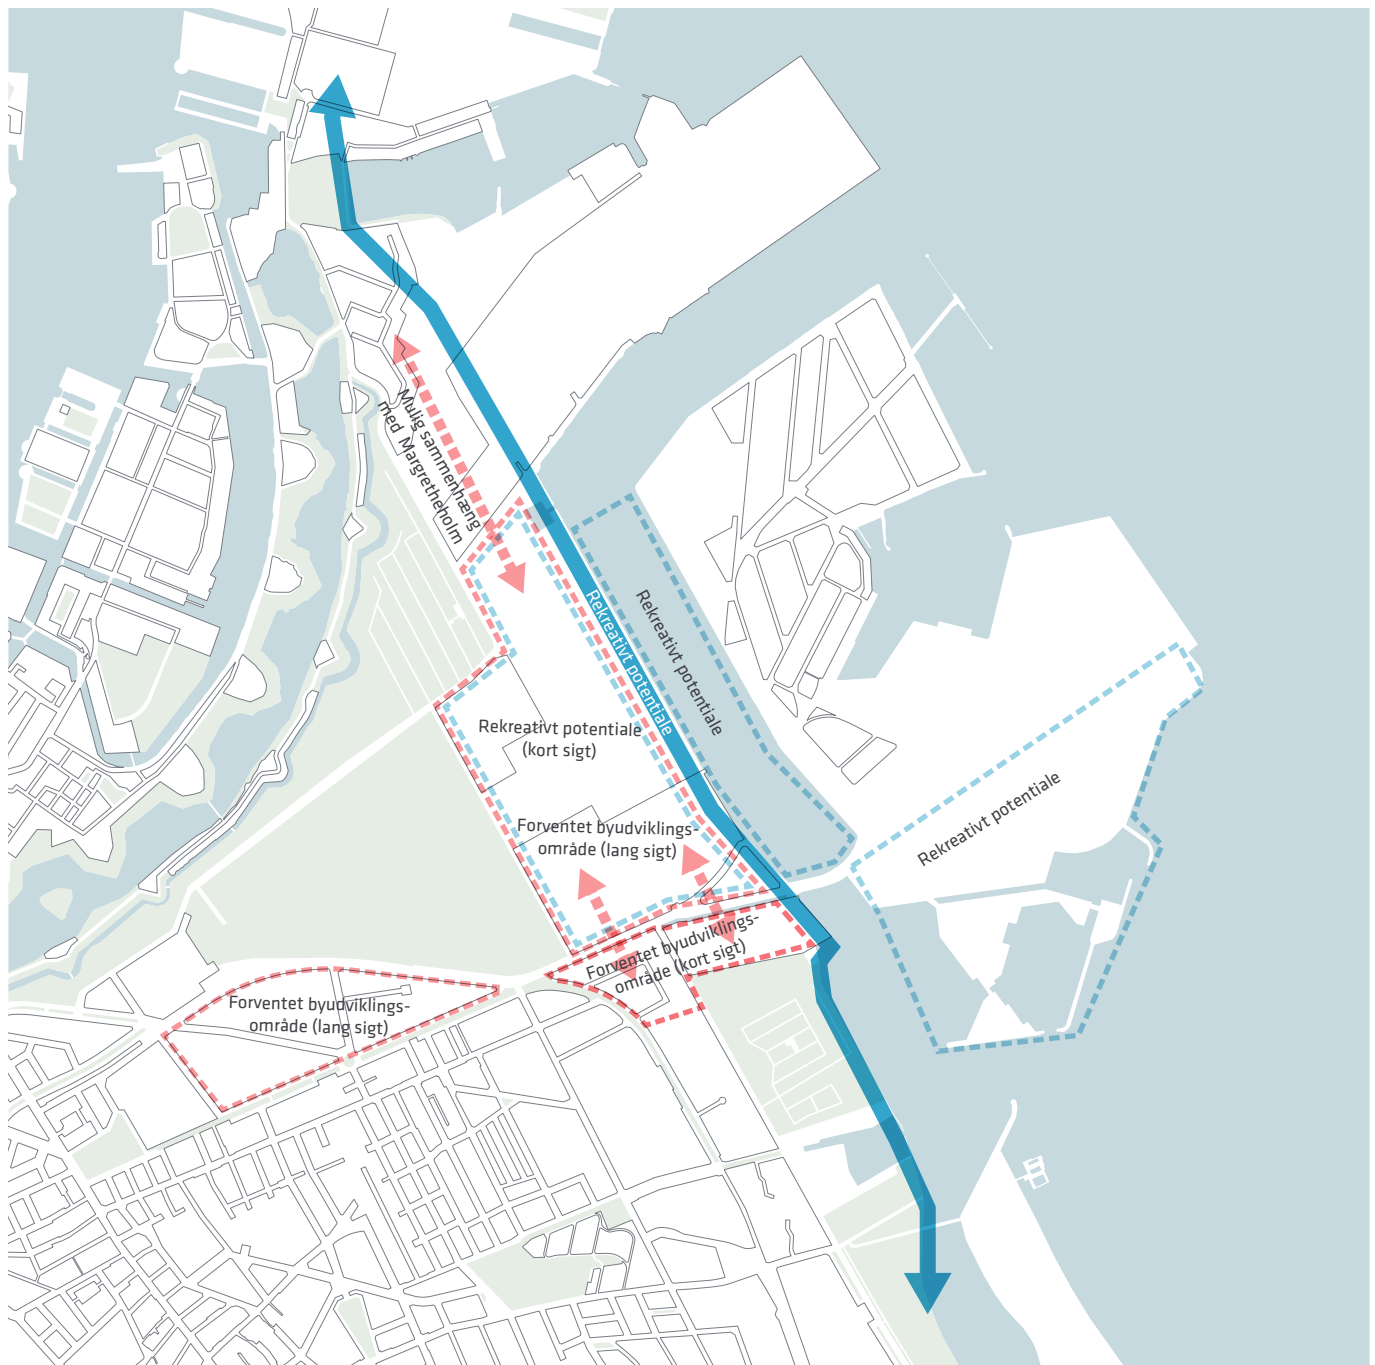 Mulig sammenhæng
med Margretheholm
Rekreativt potentiale
Rekreativt potentiale
Rekreativt potentiale
(kort sigt)
Rekreativt potentiale
Forventet byudviklings-
område (lang sigt)
Forventet byudviklings-
område (kort sigt)
Forventet byudviklings-
område (lang sigt)